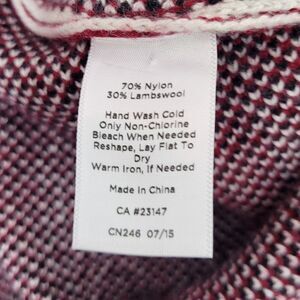 70% Nylon
30% Lambswool
Hand Wash Cold
Only Non-Chlorine
Bleach When Needed
Reshape, Lay Flat To
Dry
Warm Iron, If Needed
Made in China
CA #23147
CN246 07/15